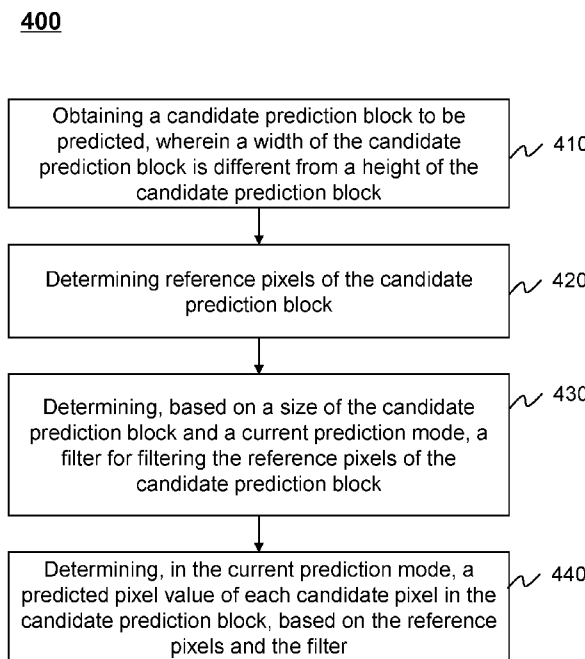 400
Obtaining a candidate prediction block to be
predicted, wherein a width of the candidate
prediction block is different from a height of the
candidate prediction block
410
Determining reference pixels of the candidate
prediction block
420
Determining, based on a size of the candidate
prediction block and a current prediction mode, a
filter for filtering the reference pixels of the
candidate prediction block
430
Determining, in the current prediction mode, a
predicted pixel value of each candidate pixel in the
candidate prediction block, based on the reference
pixels and the filter
440